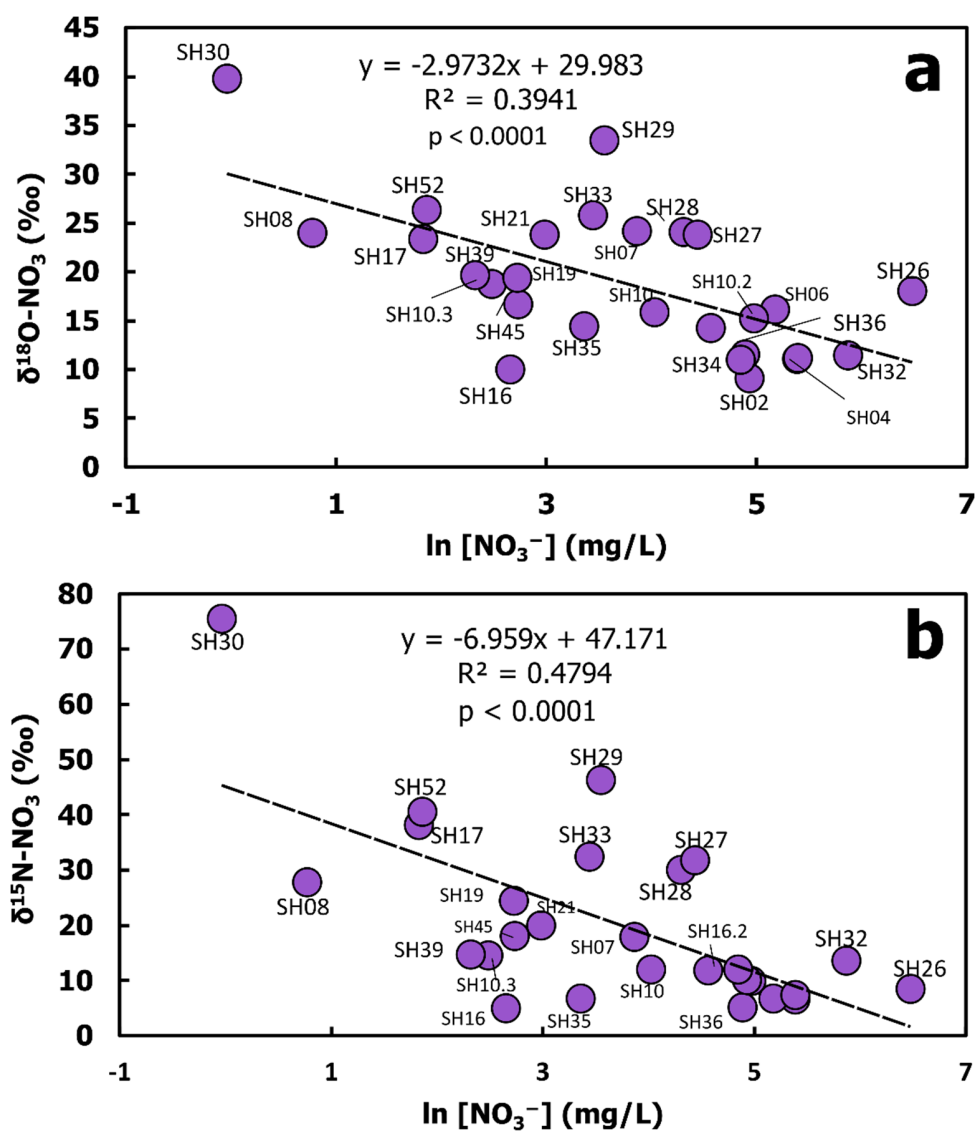 a
45
40
35
30
25
20
15
10
5
0
δ¹⁸O-NO₃ (‰)
y = -2.9732x + 29.983
R² = 0.3941
p < 0.0001
SH30
SH29
SH52
SH33
SH28
SH08
SH21
SH27
SH17
SH07
SH39
SH19
SH26
SH10.2
SH06
SH10.3
SH10
SH45
SH36
SH35
SH34
SH32
SH16
SH02
SH04
-1
1
3
5
7
ln [NO₃⁻] (mg/L)
b
80
70
60
50
40
30
20
10
0
δ¹⁵N-NO₃ (‰)
y = -6.959x + 47.171
R² = 0.4794
p < 0.0001
SH30
SH29
SH52
SH17
SH33
SH27
SH28
SH08
SH19
SH21
SH45
SH07
SH16.2
SH32
SH39
SH26
SH10.3
SH10
SH16
SH35
SH36
-1
1
3
5
7
ln [NO₃⁻] (mg/L)